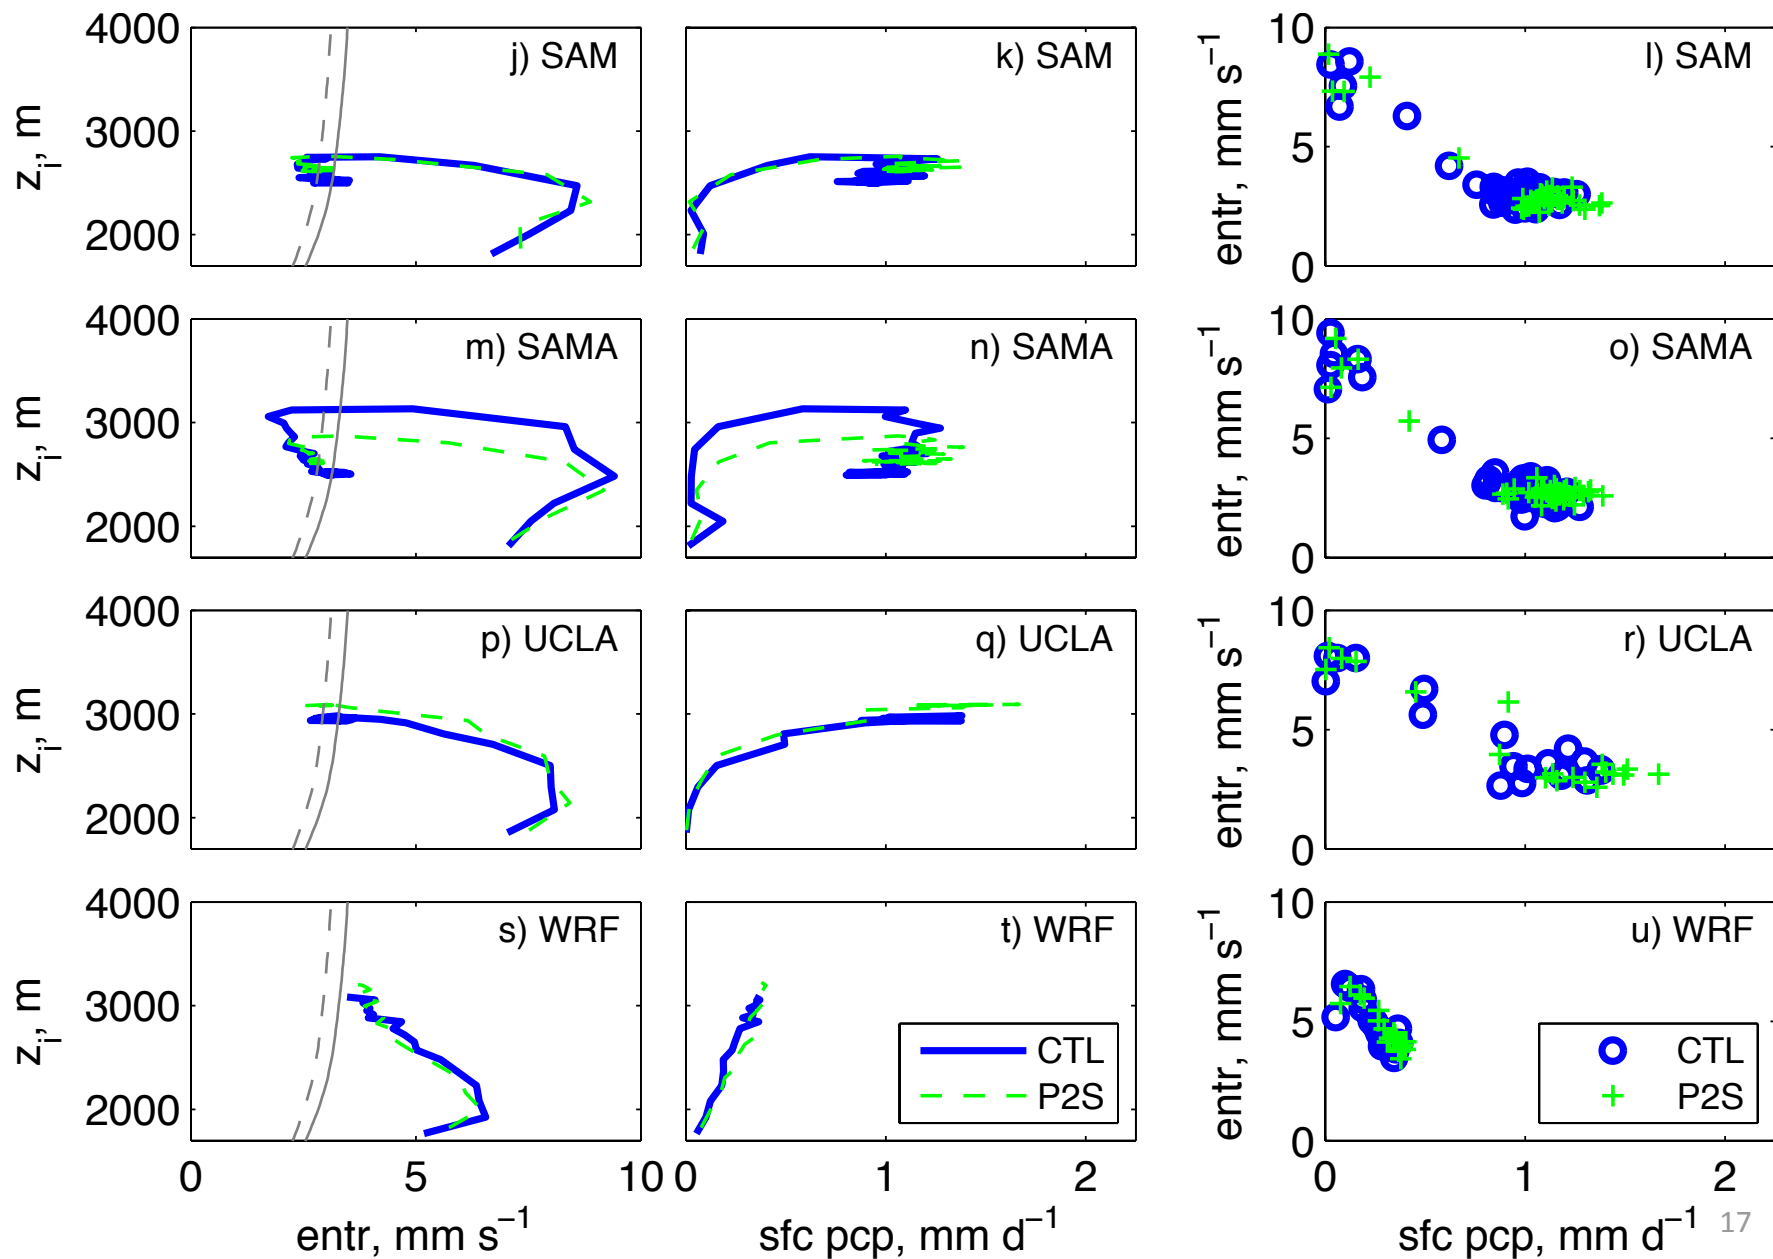 4000
3000
2000
z_i, m
j) SAM
k) SAM
10
5
0
entr, mm s⁻¹
l) SAM
4000
3000
2000
z_i, m
m) SAMA
n) SAMA
10
5
0
entr, mm s⁻¹
o) SAMA
4000
3000
2000
z_i, m
p) UCLA
q) UCLA
10
5
0
entr, mm s⁻¹
r) UCLA
4000
3000
2000
z_i, m
s) WRF
t) WRF
CTL
P2S
10
5
0
entr, mm s⁻¹
u) WRF
CTL
P2S
0 5 10
entr, mm s⁻¹
0 1 2
sfc pcp, mm d⁻¹
0 1 2
sfc pcp, mm d⁻¹
17